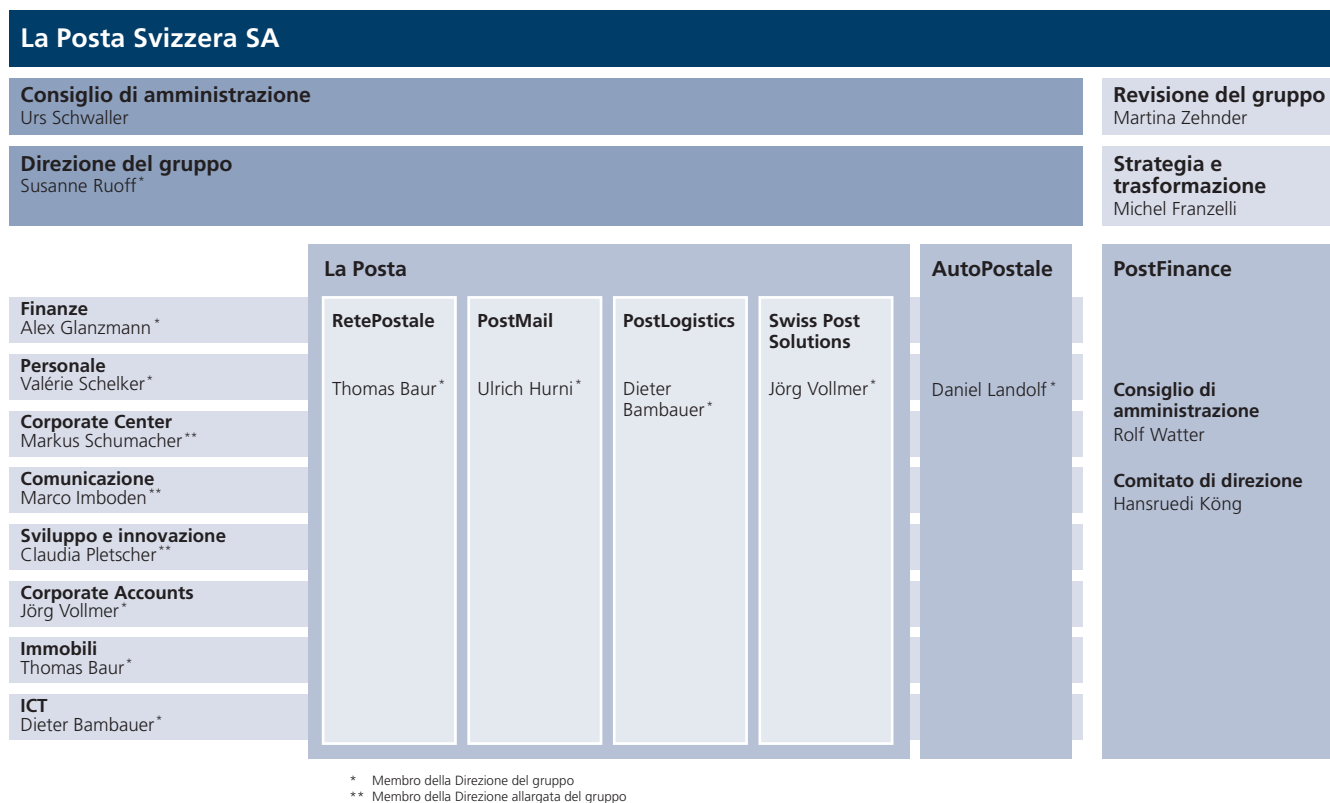 La Posta Svizzera SA
Consiglio di amministrazione
Urs Schwaller
Revisione del gruppo
Martina Zehnder
Direzione del gruppo
Susanne Ruoff*
Strategia e
trasformazione
Michel Franzelli
La Posta
AutoPostale
PostFinance
Finanze
Alex Glanzmann*
Personale
Valérie Schelker*
Corporate Center
Markus Schumacher**
Comunicazione
Marco Imboden**
Sviluppo e innovazione
Claudia Pletscher**
Corporate Accounts
Jörg Vollmer*
Immobili
Thomas Baur*
ICT
Dieter Bambauer*
RetePostale
Thomas Baur*
PostMail
Ulrich Hurni*
PostLogistics
Dieter
Bambauer*
Swiss Post
Solutions
Jörg Vollmer*
Daniel Landolf*
Consiglio di
amministrazione
Rolf Watter
Comitato di direzione
Hansruedi Köng
* Membro della Direzione del gruppo
** Membro della Direzione allargata del gruppo